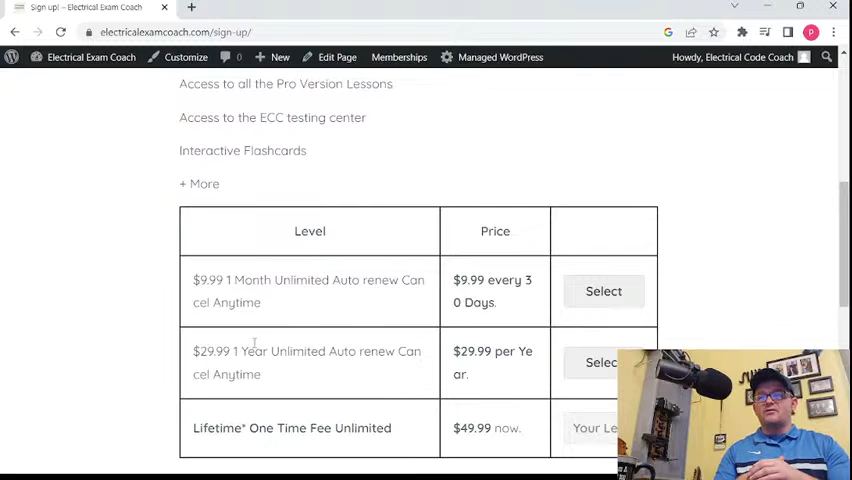 Sign up! – Electrical Exam Coach
electricalexamcoach.com/sign-up/
Electrical Exam Coach Customize 0 New Edit Page Memberships Managed WordPress Howdy, Electrical Code Coach
Access to all the Pro Version Lessons
Access to the ECC testing center
Interactive Flashcards
+ More
Level Price
$9.99 1 Month Unlimited Auto renew Can
cel Anytime
$9.99 every 3
0 Days.
Select
$29.99 1 Year Unlimited Auto renew Can
cel Anytime
$29.99 per Ye
ar.
Selec
Lifetime* One Time Fee Unlimited
$49.99 now.
Your Le